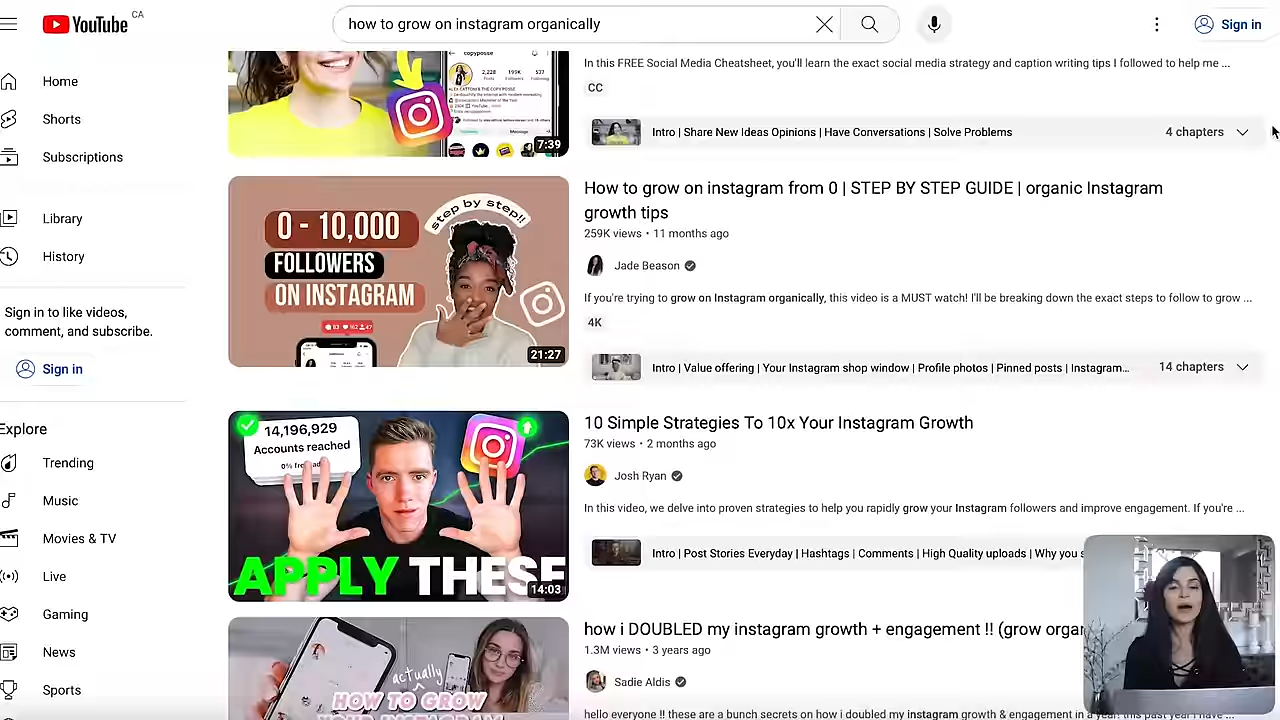 YouTube CA
how to grow on instagram organically
Sign in
Home
Shorts
Subscriptions
Library
History
Sign in to like videos,
comment, and subscribe.
Sign in
Explore
Trending
Music
Movies & TV
Live
Gaming
News
Sports
copyposse
2,228 199K 537
7:39
In this FREE Social Media Cheatsheet, you'll learn the exact social media strategy and caption writing tips I followed to help me ...
CC
Intro | Share New Ideas Opinions | Have Conversations | Solve Problems
4 chapters
0 - 10,000
FOLLOWERS
ON INSTAGRAM
step by step!!
21:27
How to grow on instagram from 0 | STEP BY STEP GUIDE | organic Instagram
growth tips
259K views • 11 months ago
Jade Beason
If you're trying to grow on Instagram organically, this video is a MUST watch! I'll be breaking down the exact steps to follow to grow ...
4K
Intro | Value offering | Your Instagram shop window | Profile photos | Pinned posts | Instagram...
14 chapters
14,196,929
Accounts reached
APPLY THESE
14:03
10 Simple Strategies To 10x Your Instagram Growth
73K views • 2 months ago
Josh Ryan
In this video, we delve into proven strategies to help you rapidly grow your Instagram followers and improve engagement. If you're ...
Intro | Post Stories Everyday | Hashtags | Comments | High Quality uploads | Why you s
actually
HOW TO GROW
YOUR INSTAGRAM
how i DOUBLED my instagram growth + engagement !! (grow organ
1.3M views • 3 years ago
Sadie Aldis
hello everyone !! these are a bunch secrets on how i doubled my instagram growth & engagement in a year! this past year i have ...